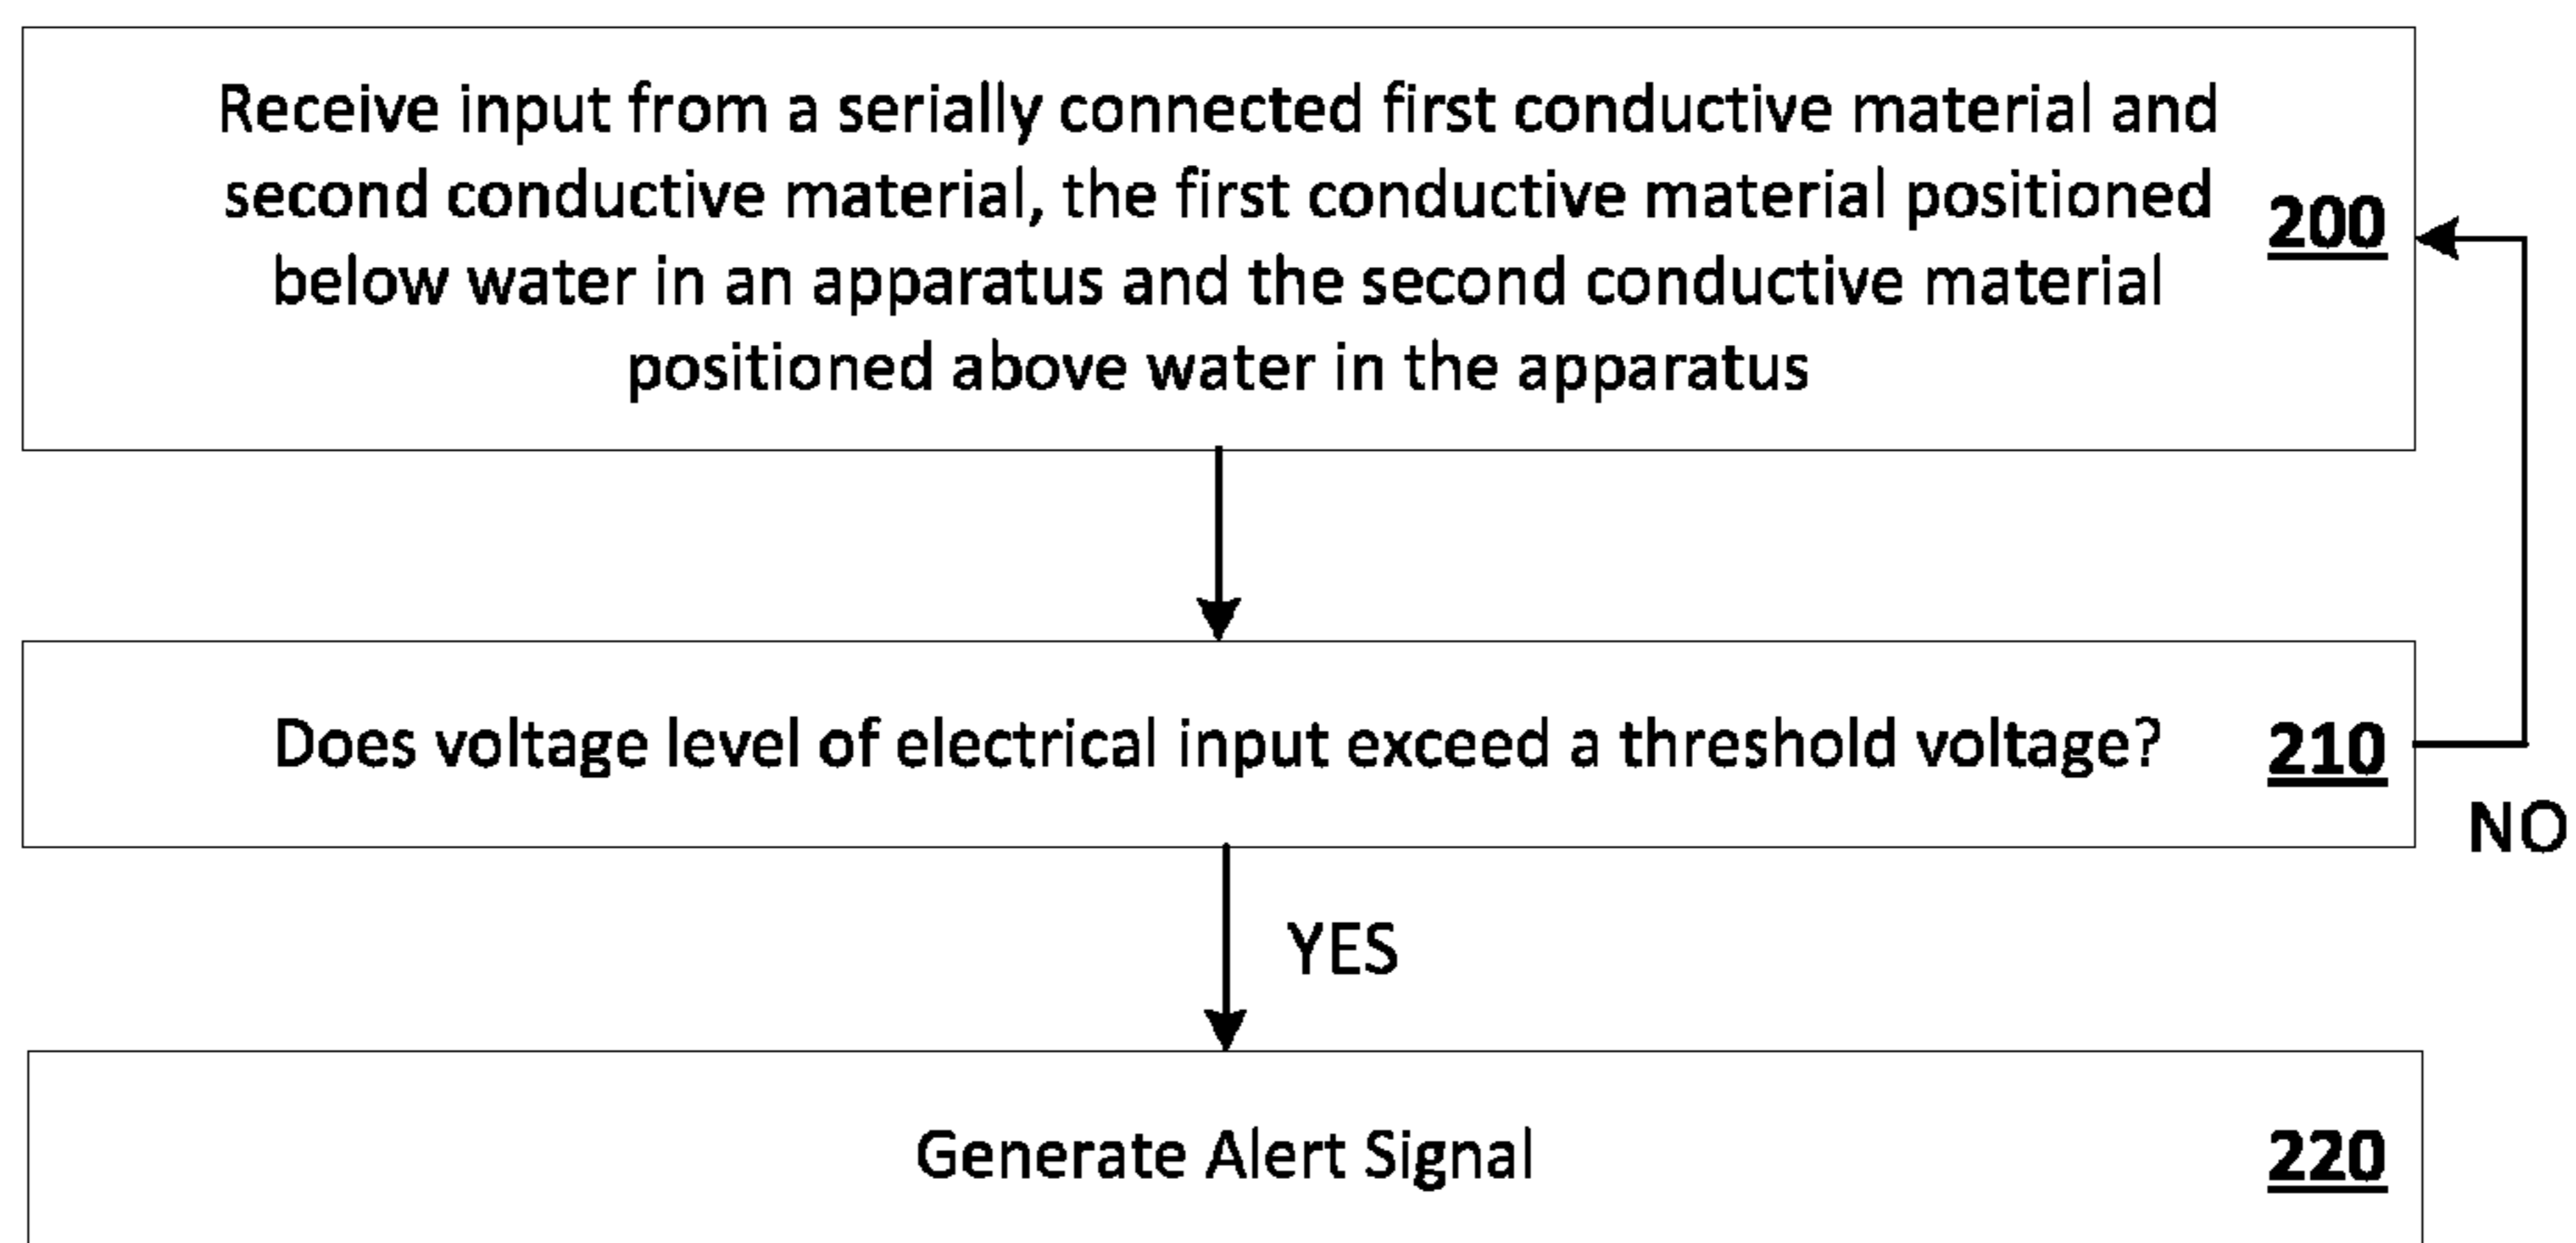 Receive input from a serially connected first conductive material and
second conductive material, the first conductive material positioned
below water in an apparatus and the second conductive material
positioned above water in the apparatus
200
Does voltage level of electrical input exceed a threshold voltage?
210
NO
YES
Generate Alert Signal
220